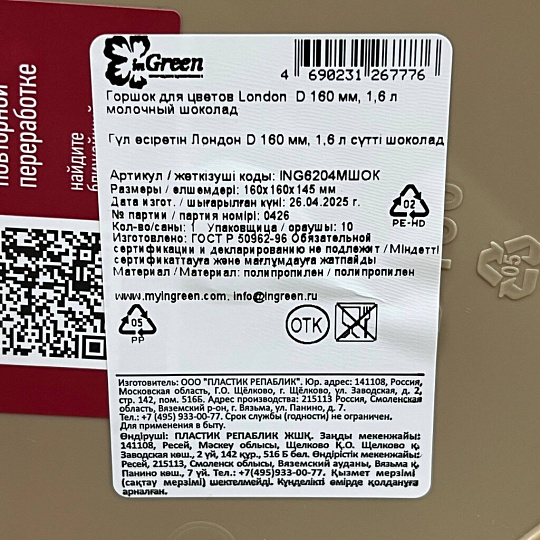 повторной
переработке
найдите
inGreen
4 690231 267776
Горшок для цветов London D 160 мм, 1,6 л
молочный шоколад
Гүл өсіретін Лондон D 160 мм, 1,6 л сүтті шоколад
Артикул / жеткізуші коды: ING6204МШОК
Размеры / өлшемдері: 160х160х145 мм
Дата изгот. / шығарылған күні: 26.04.2025 г.
№ партии / партия номірі: 0426
Кол-во/саны: 1 Упаковщица / ораушы: 10
Изготовлено: ГОСТ Р 50962-96 Обязательной
сертификации и декларированию не подлежит / Міндетті
сертификаттауға және мағлұмдауға жатпайды
Материал / Материал: полипропилен / полипропилен
02
PE-HD
www.myingreen.com, info@ingreen.ru
05
PP
ОТК
05
Изготовитель: ООО "ПЛАСТИК РЕПАБЛИК". Юр. адрес: 141108, Россия,
Московская область, Г.О. Щёлково, г. Щёлково, ул. Заводская, д. 2,
стр. 142, пом. 516Б. Адрес производства: 215113 Россия, Смоленская
область, Вяземский р-он, г. Вязьма, ул. Панино, д. 7.
Тел.: +7 (495) 933-00-77. Срок службы (годности) не ограничен.
Для применения в быту.
Өндіруші: ПЛАСТИК РЕПАБЛИК ЖШҚ. Заңды мекенжайы:
141108, Ресей, Мәскеу облысы, Щелково Қ.О. Щелково қ.
Заводская көш., 2 үй, 142 құр., 516 Б бөл. Өндірістік мекенжайы:
Ресей, 215113, Смоленск облысы, Вяземский ауданы, Вязьма қ.
Панино көш., 7 үй. Тел.: +7(495)933-00-77. Қызмет мерзімі
(сақтау мерзімі) шектелмейді. Күнделікті өмірде қолдануға
арналған.